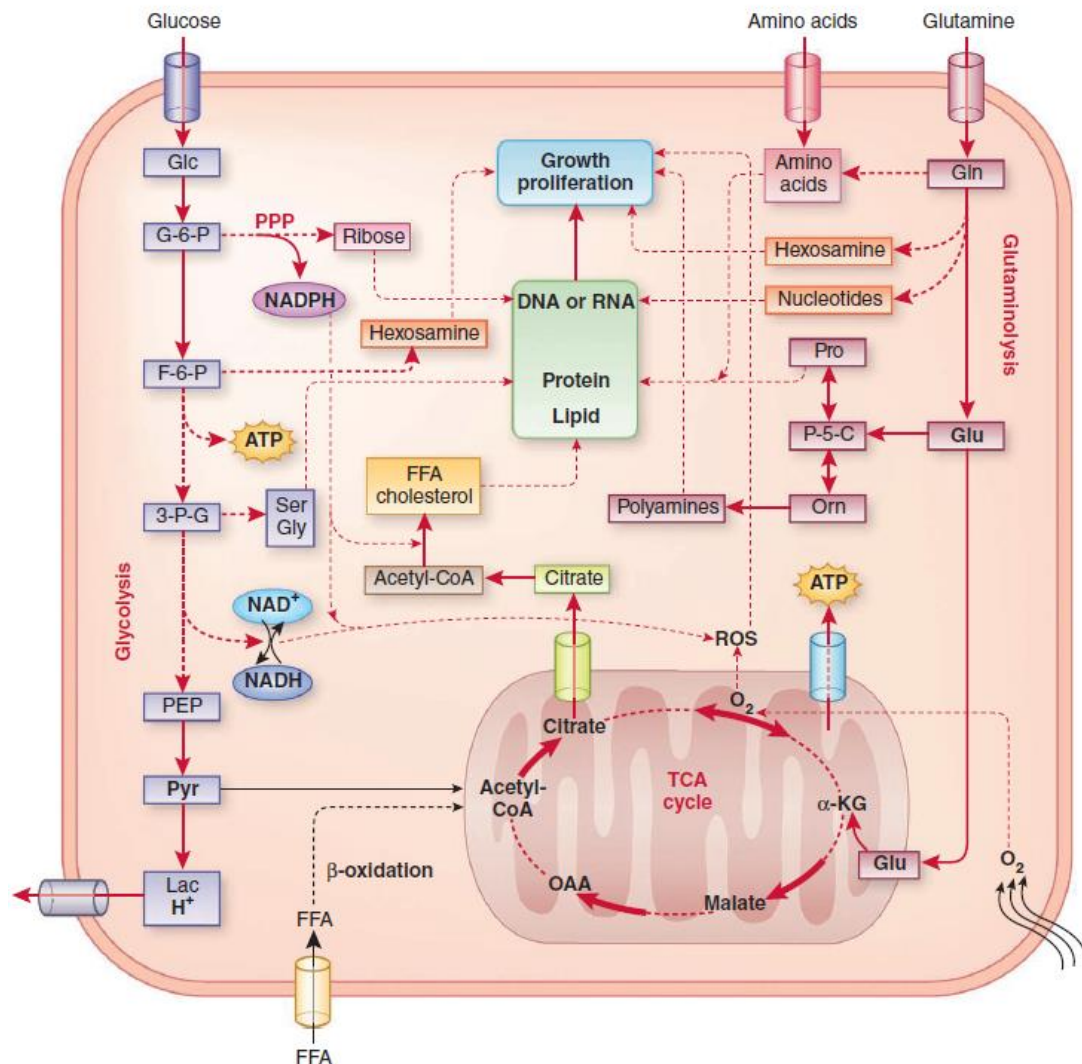 Glucose
Amino acids
Glutamine
Glc
Growth
proliferation
Amino
acids
Gln
G-6-P
PPP
Ribose
Hexosamine
NADPH
DNA or RNA
Nucleotides
Glutaminolysis
Hexosamine
Pro
F-6-P
Protein
Lipid
ATP
P-5-C
Glu
FFA
cholesterol
3-P-G
Ser
Gly
Polyamines
Orn
Glycolysis
Acetyl-CoA
Citrate
ATP
NAD+
ROS
NADH
PEP
O2
Citrate
Pyr
Acetyl-
CoA
TCA
cycle
α-KG
Glu
O2
Lac
H+
β-oxidation
OAA
Malate
FFA
FFA